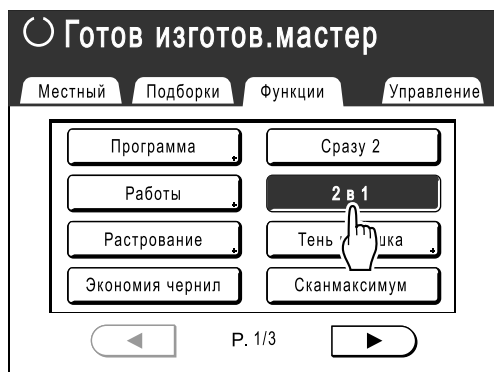 Готов изготов.мастер
Местный Подборки Функции Управление
Программа Сразу 2
Работы 2 в 1
Растрование Тень
Экономия чернил Сканмаксимум
P. 1/3